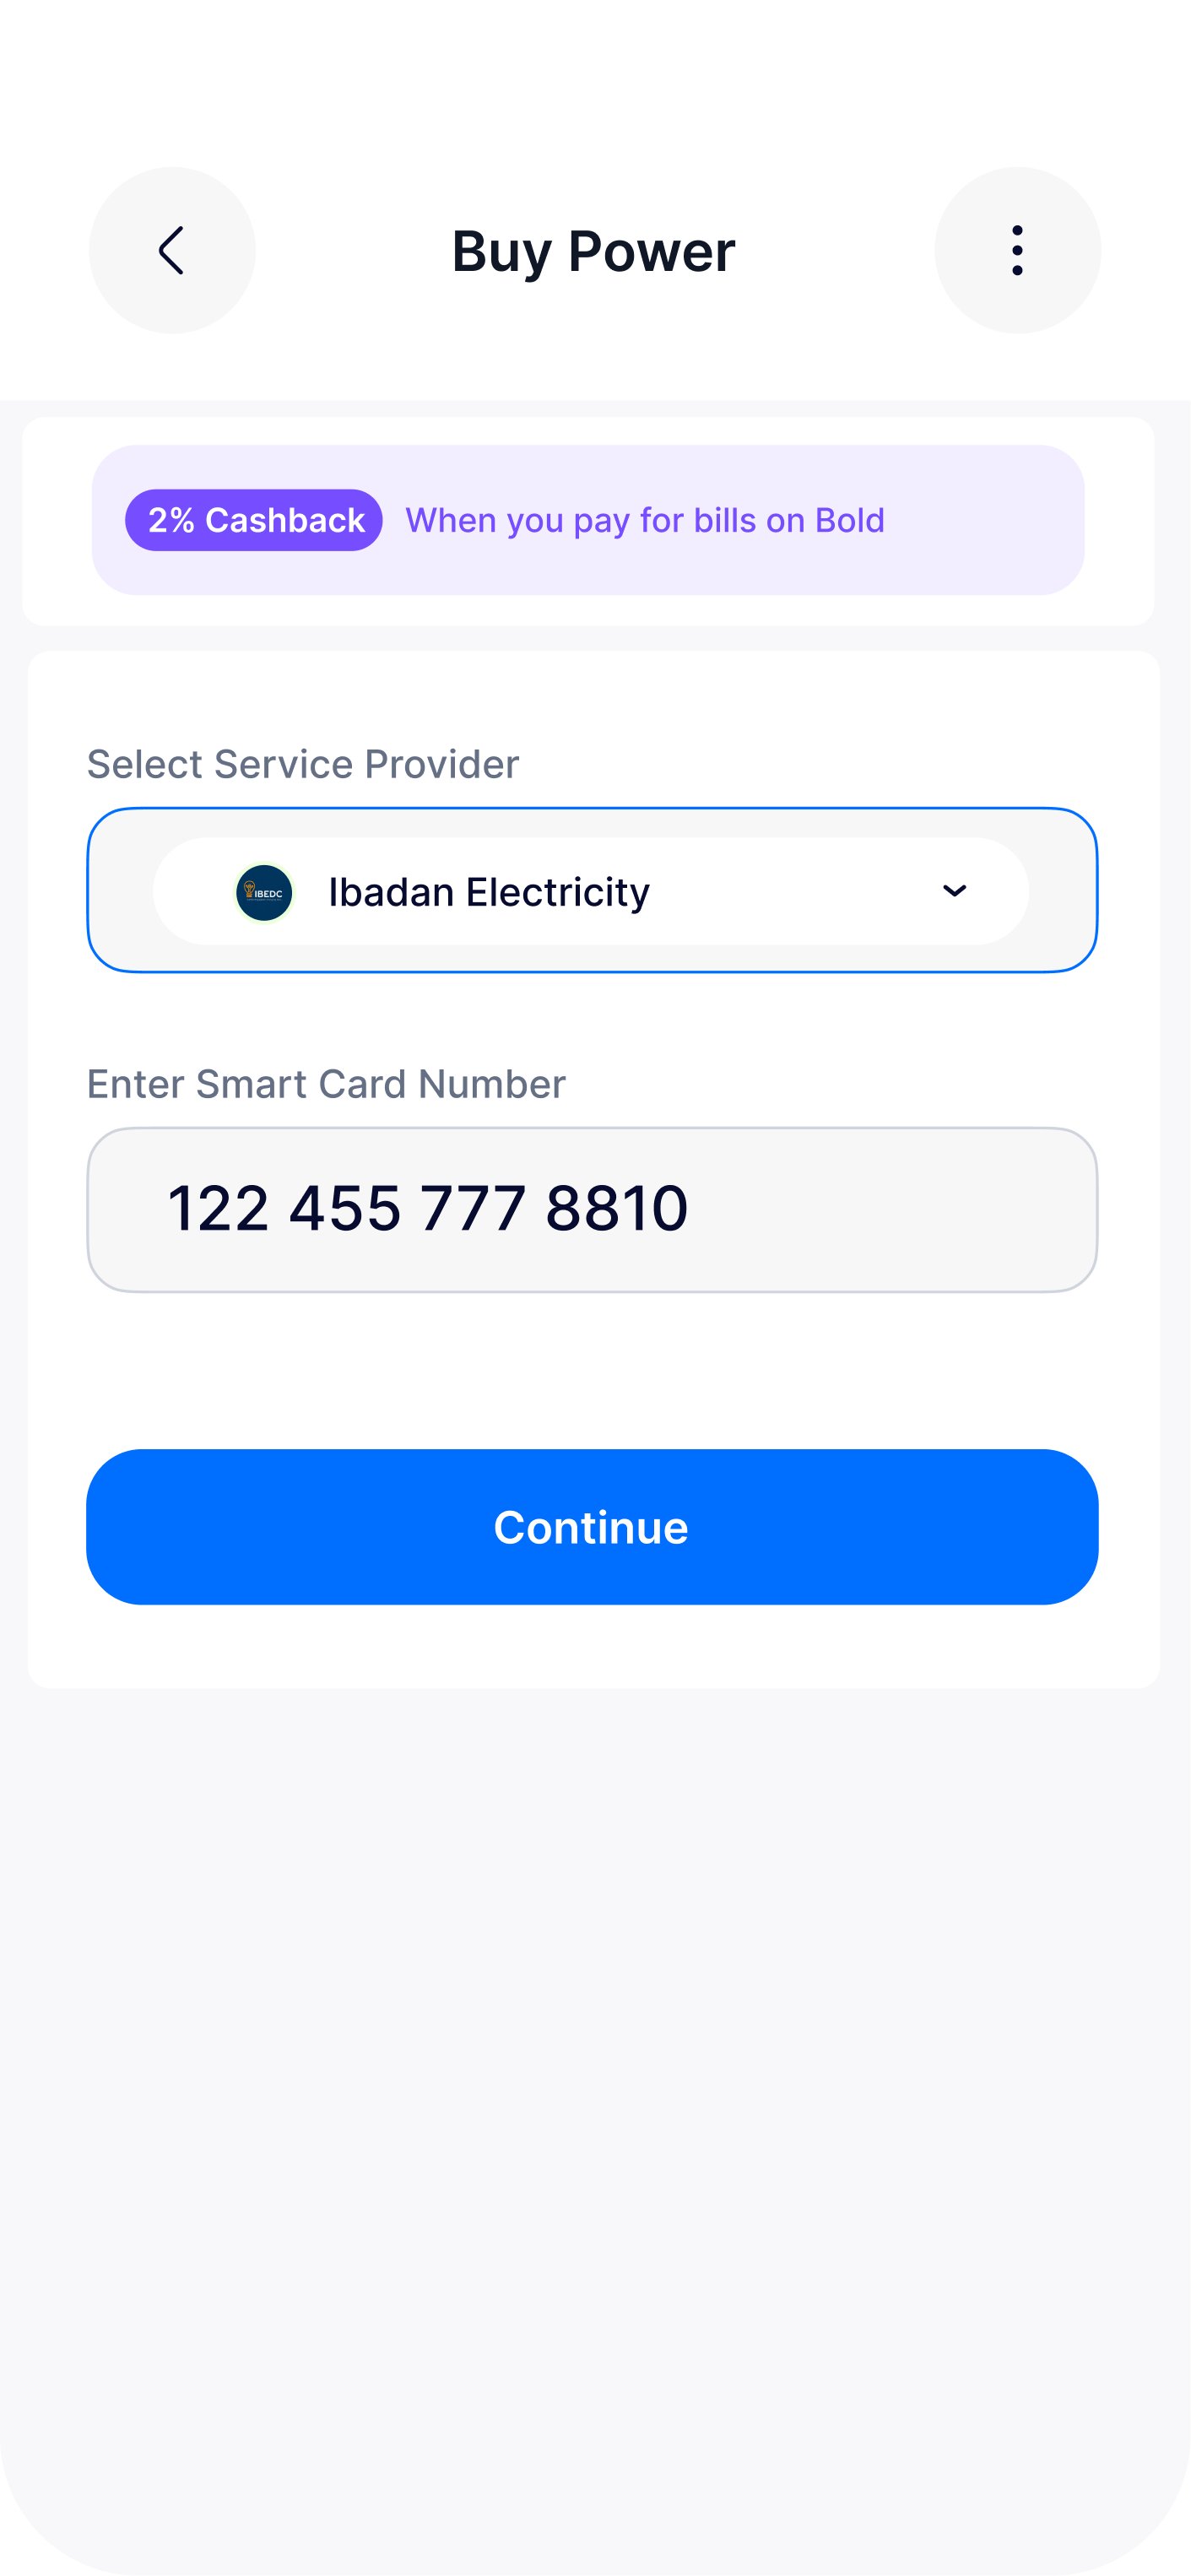 Buy Power
2% Cashback When you pay for bills on Bold
Select Service Provider
IBEDC Ibadan Electricity
Enter Smart Card Number
122 455 777 8810
Continue